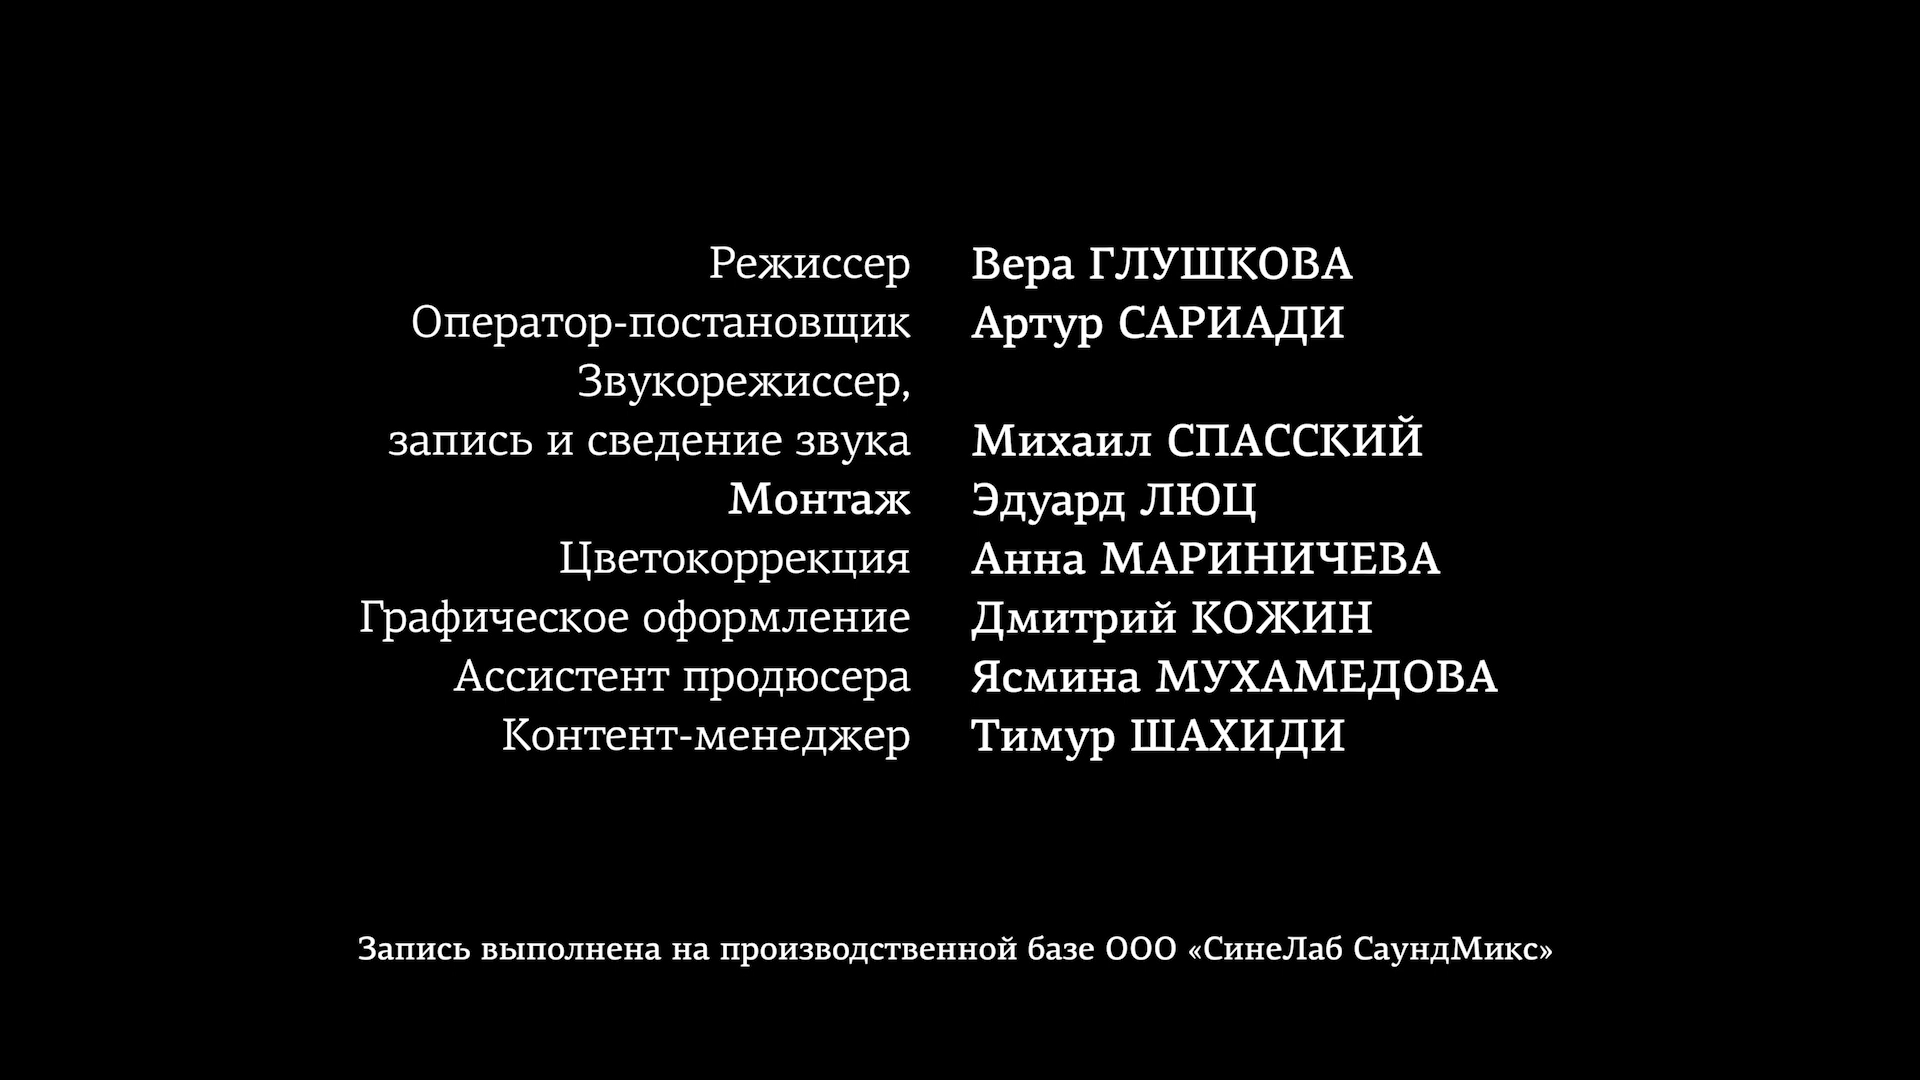 Режиссер Вера ГЛУШКОВА
Оператор-постановщик Артур САРИАДИ
Звукорежиссер,
запись и сведение звука Михаил СПАССКИЙ
Монтаж Эдуард ЛЮЦ
Цветокоррекция Анна МАРИНИЧЕВА
Графическое оформление Дмитрий КОЖИН
Ассистент продюсера Ясмина МУХАМЕДОВА
Контент-менеджер Тимур ШАХИДИ
Запись выполнена на производственной базе ООО «СинеЛаб СаундМикс»